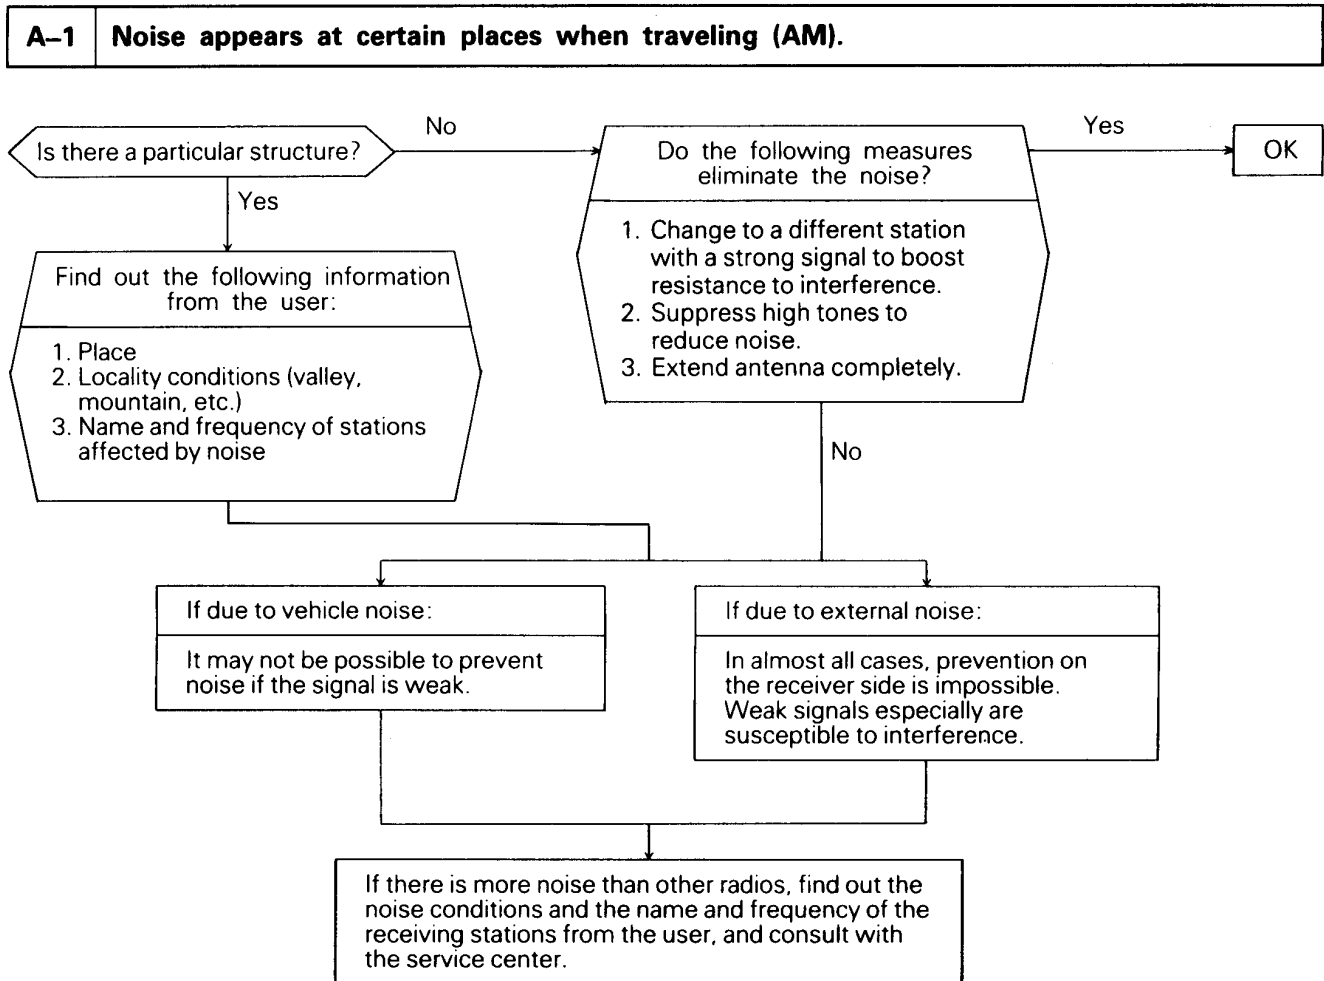 A–1 Noise appears at certain places when traveling (AM).
Is there a particular structure?
No
Yes
Do the following measures
eliminate the noise?
1. Change to a different station
with a strong signal to boost
resistance to interference.
2. Suppress high tones to
reduce noise.
3. Extend antenna completely.
Yes
OK
No
Find out the following information
from the user:
1. Place
2. Locality conditions (valley,
mountain, etc.)
3. Name and frequency of stations
affected by noise
If due to vehicle noise:
It may not be possible to prevent
noise if the signal is weak.
If due to external noise:
In almost all cases, prevention on
the receiver side is impossible.
Weak signals especially are
susceptible to interference.
If there is more noise than other radios, find out the
noise conditions and the name and frequency of the
receiving stations from the user, and consult with
the service center.